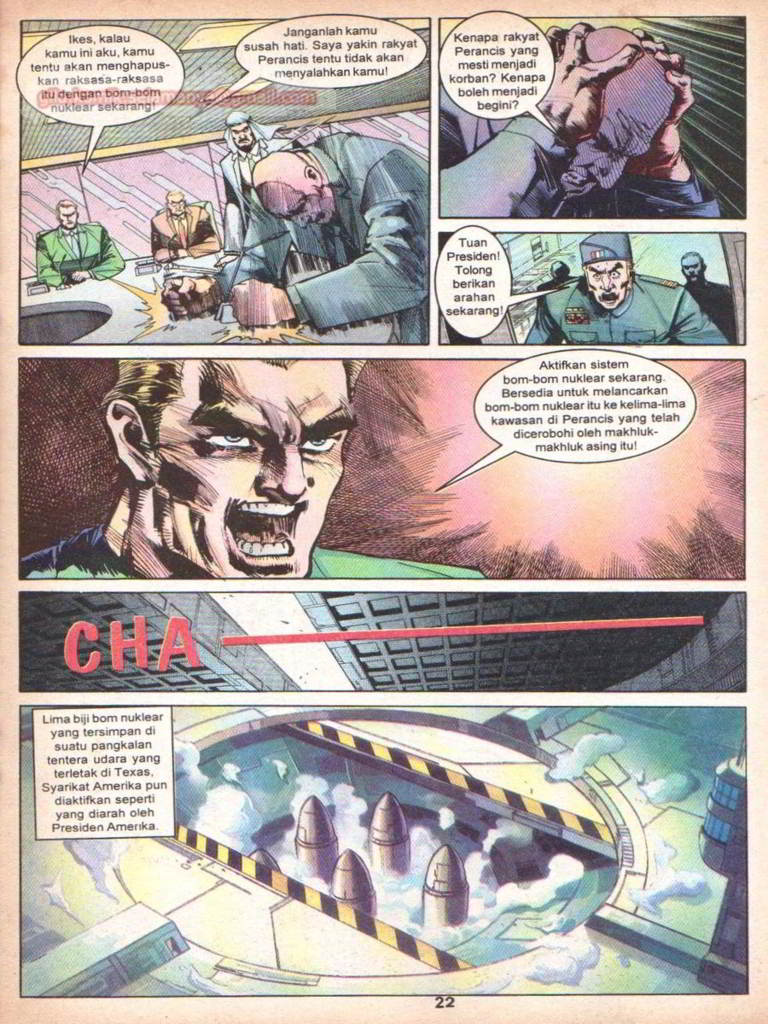 Ikes, kalau
kamu ini aku, kamu
tentu akan menghapus-
kan raksasa-raksasa
itu dengan bom-bom
nuklear sekarang!
Janganlah kamu
susah hati. Saya yakin rakyat
Perancis tentu tidak akan
menyalahkan kamu!
Kenapa rakyat
Perancis yang
mesti menjadi
korban? Kenapa
boleh menjadi
begini?
Tuan
Presiden!
Tolong
berikan
arahan
sekarang!
Aktifkan sistem
bom-bom nuklear sekarang.
Bersedia untuk melancarkan
bom-bom nuklear itu ke kelima-lima
kawasan di Perancis yang telah
dicerobohi oleh makhluk-
makhluk asing itu!
CHA
Lima biji bom nuklear
yang tersimpan di
suatu pangkalan
tentera udara yang
terletak di Texas,
Syarikat Amerika pun
diaktifkan seperti
yang diarah oleh
Presiden Amerika.
22